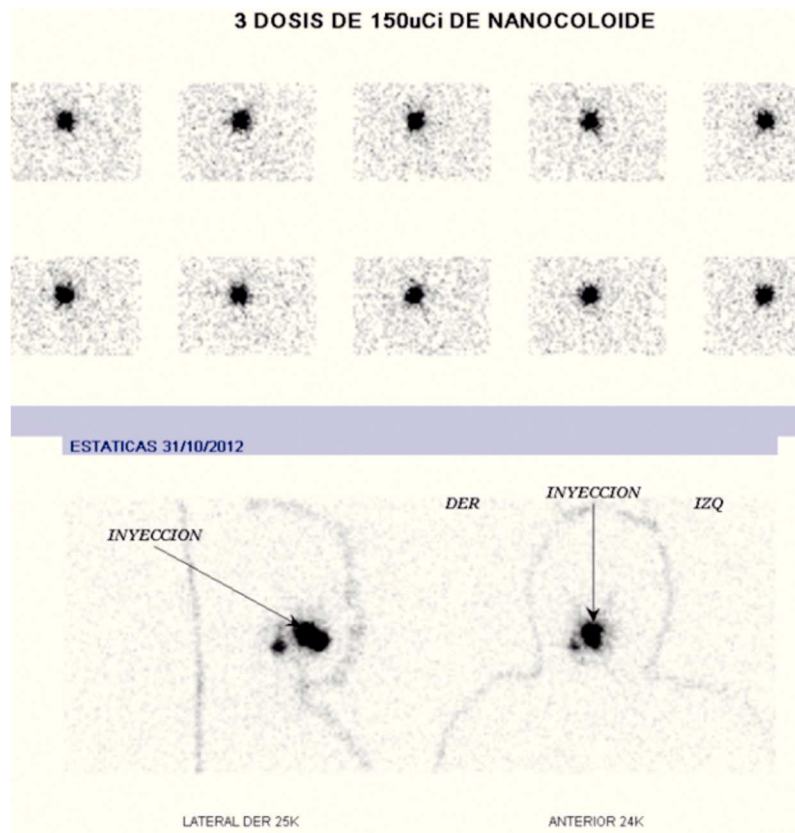 3 DOSIS DE 150uCi DE NANOCOLOIDE
ESTATICAS 31/10/2012
INYECCION
DER
INYECCION
IZQ
LATERAL DER 25K
ANTERIOR 24K